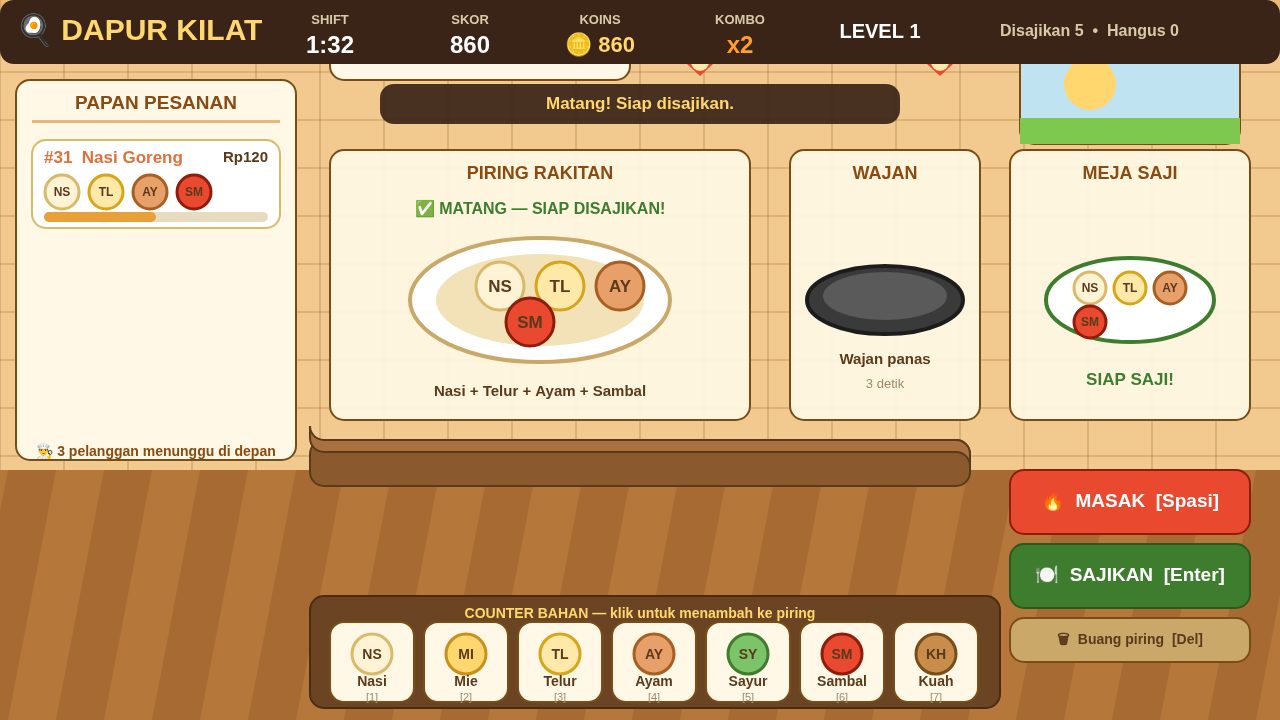 DAPUR KILAT
SHIFT
1:32
SKOR
860
KOINS
860
KOMBO
x2
LEVEL 1
Disajikan 5 • Hangus 0
PAPAN PESANAN
#31 Nasi Goreng Rp120
NS TL AY SM
👨‍🍳 3 pelanggan menunggu di depan
Matang! Siap disajikan.
PIRING RAKITAN
✅ MATANG — SIAP DISAJIKAN!
NS TL AY
SM
Nasi + Telur + Ayam + Sambal
WAJAN
Wajan panas
3 detik
MEJA SAJI
NS TL AY
SM
SIAP SAJI!
🔥 MASAK [Spasi]
🍽️ SAJIKAN [Enter]
🗑 Buang piring [Del]
COUNTER BAHAN — klik untuk menambah ke piring
NS MI TL AY SY SM KH
Nasi Mie Telur Ayam Sayur Sambal Kuah
[1] [2] [3] [4] [5] [6] [7]